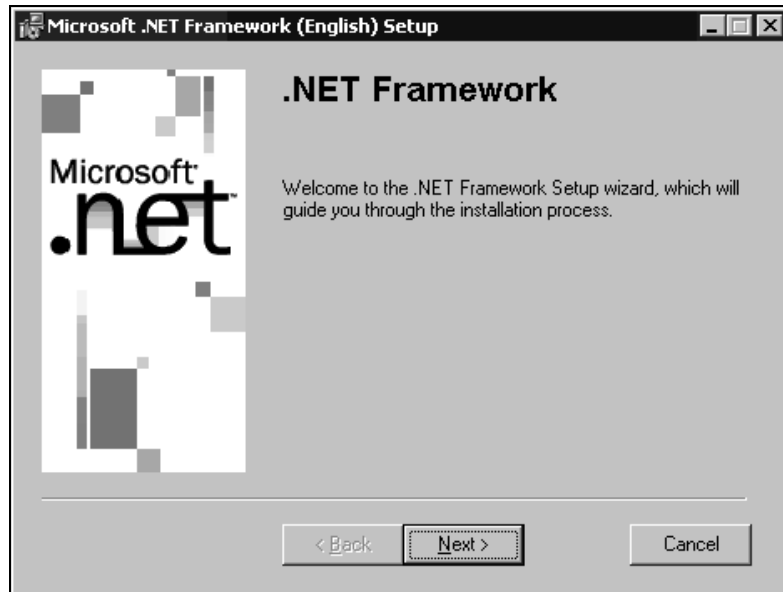 Microsoft .NET Framework (English) Setup
.NET Framework
Microsoft
.net
Welcome to the .NET Framework Setup wizard, which will
guide you through the installation process.
< Back
Next >
Cancel